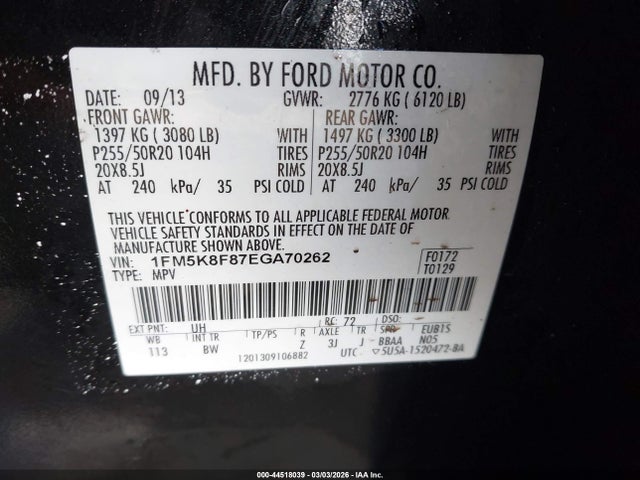 MFD. BY FORD MOTOR CO.
DATE: 09/13 GVWR: 2776 KG ( 6120 LB)
FRONT GAWR: REAR GAWR:
1397 KG ( 3080 LB) WITH 1497 KG ( 3300 LB) WITH
P255/50R20 104H TIRES P255/50R20 104H TIRES
20X8.5J RIMS 20X8.5J RIMS
AT 240 kPa/ 35 PSI COLD AT 240 kPa/ 35 PSI COLD
THIS VEHICLE CONFORMS TO ALL APPLICABLE FEDERAL MOTOR
VEHICLE SAFETY STANDARDS IN EFFECT ON THE DATE OF
MANUFACTURE SHOWN ABOVE.
VIN: 1FM5K8F87EGA70262 F0172
TYPE: MPV T0129
EXT PNT: UH RC: 72 DSO:
WB INT TR TP/PS R AXLE TR SPR EUB1S
113 BW Z 3J J BBAA N05
1201309106882 UTC ▽5USA-1520472-BA
000-44518039 - 03/03/2026 - IAA Inc.